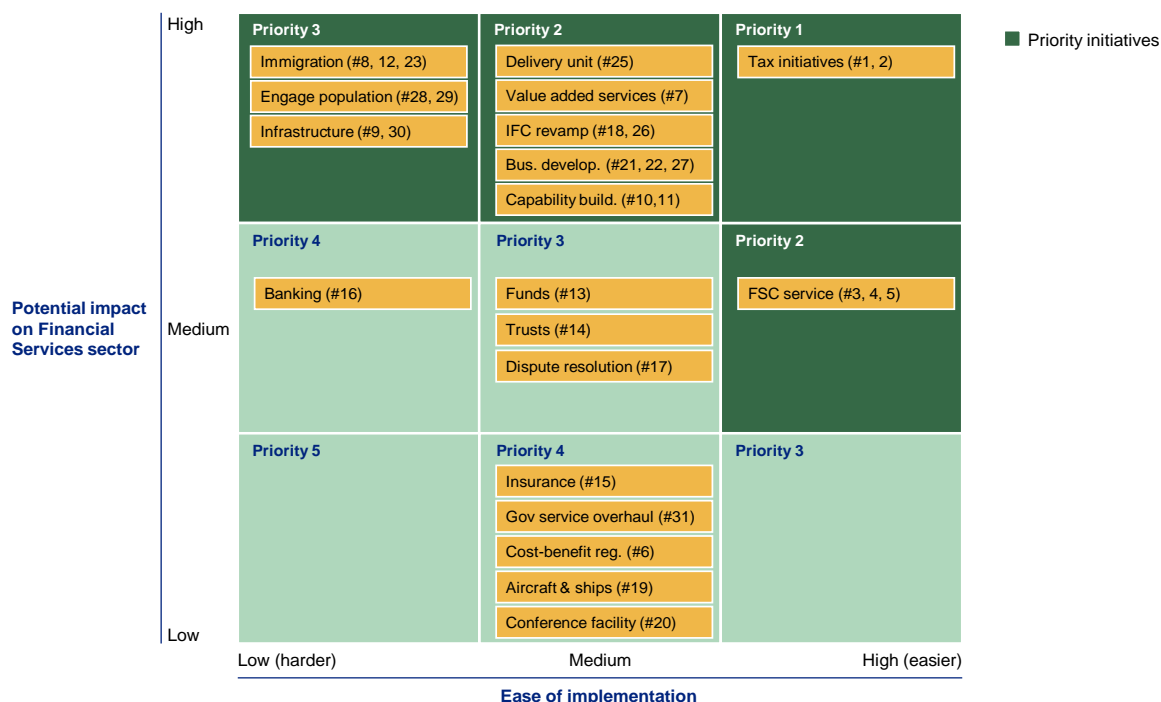 High
Priority 3
Priority 2
Priority 1
Priority initiatives
Immigration (#8, 12, 23)
Delivery unit (#25)
Tax initiatives (#1, 2)
Engage population (#28, 29)
Value added services (#7)
Infrastructure (#9, 30)
IFC revamp (#18, 26)
Bus. develop. (#21, 22, 27)
Capability build. (#10,11)
Priority 4
Priority 3
Priority 2
Banking (#16)
Funds (#13)
FSC service (#3, 4, 5)
Potential impact
on Financial
Services sector
Medium
Trusts (#14)
Dispute resolution (#17)
Priority 5
Priority 4
Priority 3
Insurance (#15)
Gov service overhaul (#31)
Cost-benefit reg. (#6)
Aircraft & ships (#19)
Conference facility (#20)
Low
Low (harder)
Medium
High (easier)
Ease of implementation